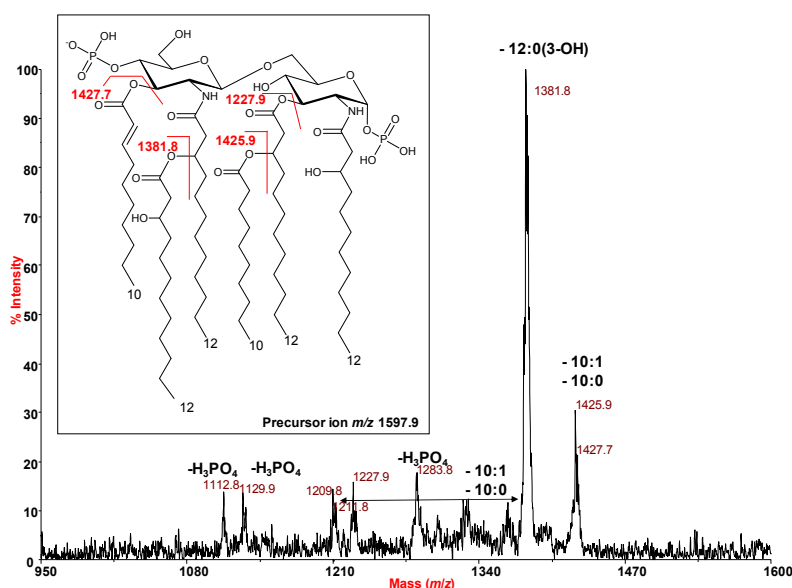 O
OH
P
-O
O
OH
O
O
O
HO
O
NH
O
NH
O
O
O
O
O
P
OH
HO
O
O
O
O
HO
HO
10
12
12
10
12
12
1427.7
1381.8
1227.9
1425.9
Precursor ion m/z 1597.9
- 12:0(3-OH)
1381.8
- 10:1
- 10:0
1425.9
1427.7
-H₃PO₄
1112.8
-H₃PO₄
1129.9
1209.8
1211.8
1227.9
-H₃PO₄
1283.8
- 10:1
- 10:0
100
90
80
70
60
50
40
30
20
10
0
% Intensity
950
1080
1210
1340
1470
1600
Mass (m/z)